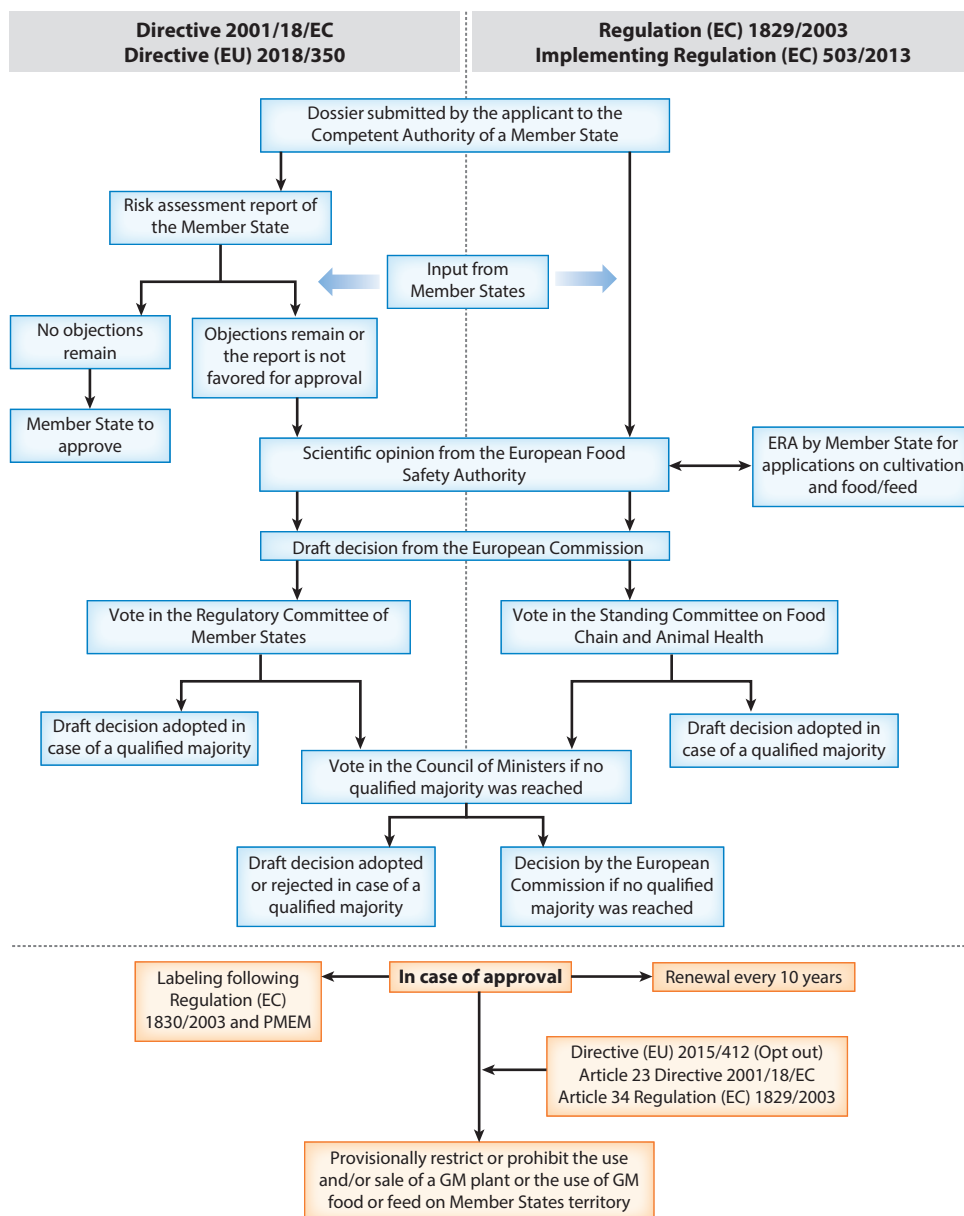 Directive 2001/18/EC
Directive (EU) 2018/350
Regulation (EC) 1829/2003
Implementing Regulation (EC) 503/2013
Dossier submitted by the applicant to the
Competent Authority of a Member State
Risk assessment report of
the Member State
Input from
Member States
No objections
remain
Objections remain or
the report is not
favored for approval
Member State to
approve
Scientific opinion from the European Food
Safety Authority
ERA by Member State for
applications on cultivation
and food/feed
Draft decision from the European Commission
Vote in the Regulatory Committee of
Member States
Vote in the Standing Committee on Food
Chain and Animal Health
Draft decision adopted in
case of a qualified majority
Draft decision adopted in
case of a qualified majority
Vote in the Council of Ministers if no
qualified majority was reached
Draft decision adopted
or rejected in case of a
qualified majority
Decision by the European
Commission if no qualified
majority was reached
Labeling following
Regulation (EC)
1830/2003 and PMEM
In case of approval
Renewal every 10 years
Directive (EU) 2015/412 (Opt out)
Article 23 Directive 2001/18/EC
Article 34 Regulation (EC) 1829/2003
Provisionally restrict or prohibit the use
and/or sale of a GM plant or the use of GM
food or feed on Member States territory